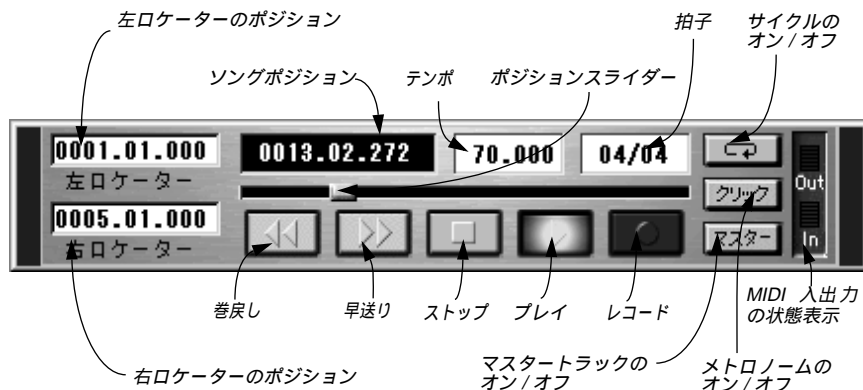 左ロケーターのポジション
拍子
サイクルの
オン / オフ
ソングポジション
テンポ
ポジションスライダー
0001.01.000
左ロケーター
0013.02.272
70.000
04/04
0005.01.000
右ロケーター
クリック
マスター
Out
In
巻戻し
早送り
ストップ
プレイ
レコード
MIDI 入出力
の状態表示
右ロケーターのポジション
マスタートラックの
オン / オフ
メトロノームの
オン / オフ